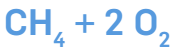 CH₄ + 2 O₂